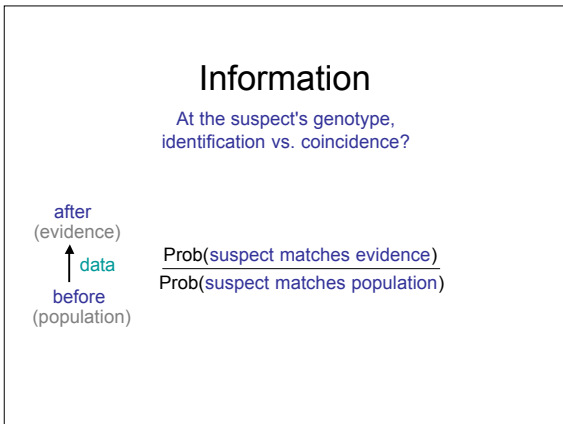 Information
At the suspect's genotype,
identification vs. coincidence?
after
(evidence)
data
before
(population)
Prob(suspect matches evidence)
Prob(suspect matches population)